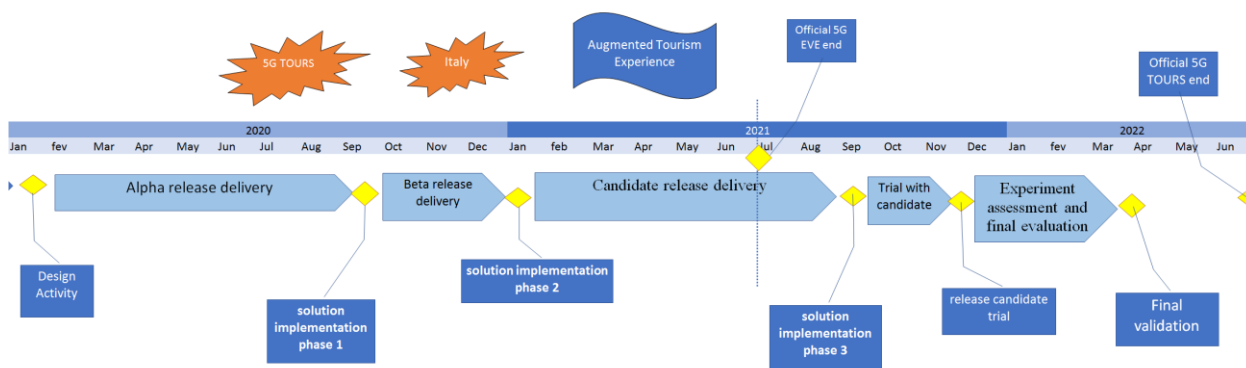 5G TOURS
Italy
Augmented Tourism
Experience
Official 5G
EVE end
Official 5G
TOURS end
2020
2021
2022
Jan fev Mar Apr May Jun Jul Aug Sep Oct Nov Dec Jan Feb Mar Apr May Jun Jul Aug Sep Oct Nov Dec Jan Feb Mar Apr May Jun
Alpha release delivery
Beta release
delivery
Candidate release delivery
Trial with
candidate
Experiment
assessment and
final evaluation
Design
Activity
solution
implementation
phase 1
solution implementation
phase 2
solution
implementation
phase 3
release candidate
trial
Final
validation